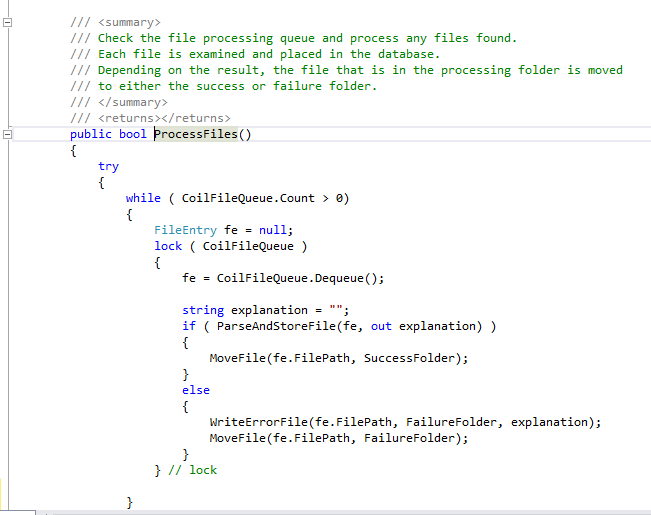 /// <summary>
/// Check the file processing queue and process any files found.
/// Each file is examined and placed in the database.
/// Depending on the result, the file that is in the processing folder is moved
/// to either the success or failure folder.
/// </summary>
/// <returns></returns>
public bool ProcessFiles()
{
try
{
while ( CoilFileQueue.Count > 0)
{
FileEntry fe = null;
lock ( CoilFileQueue )
{
fe = CoilFileQueue.Dequeue();
string explanation = "";
if ( ParseAndStoreFile(fe, out explanation) )
{
MoveFile(fe.FilePath, SuccessFolder);
}
else
{
WriteErrorFile(fe.FilePath, FailureFolder, explanation);
MoveFile(fe.FilePath, FailureFolder);
}
} // lock
}